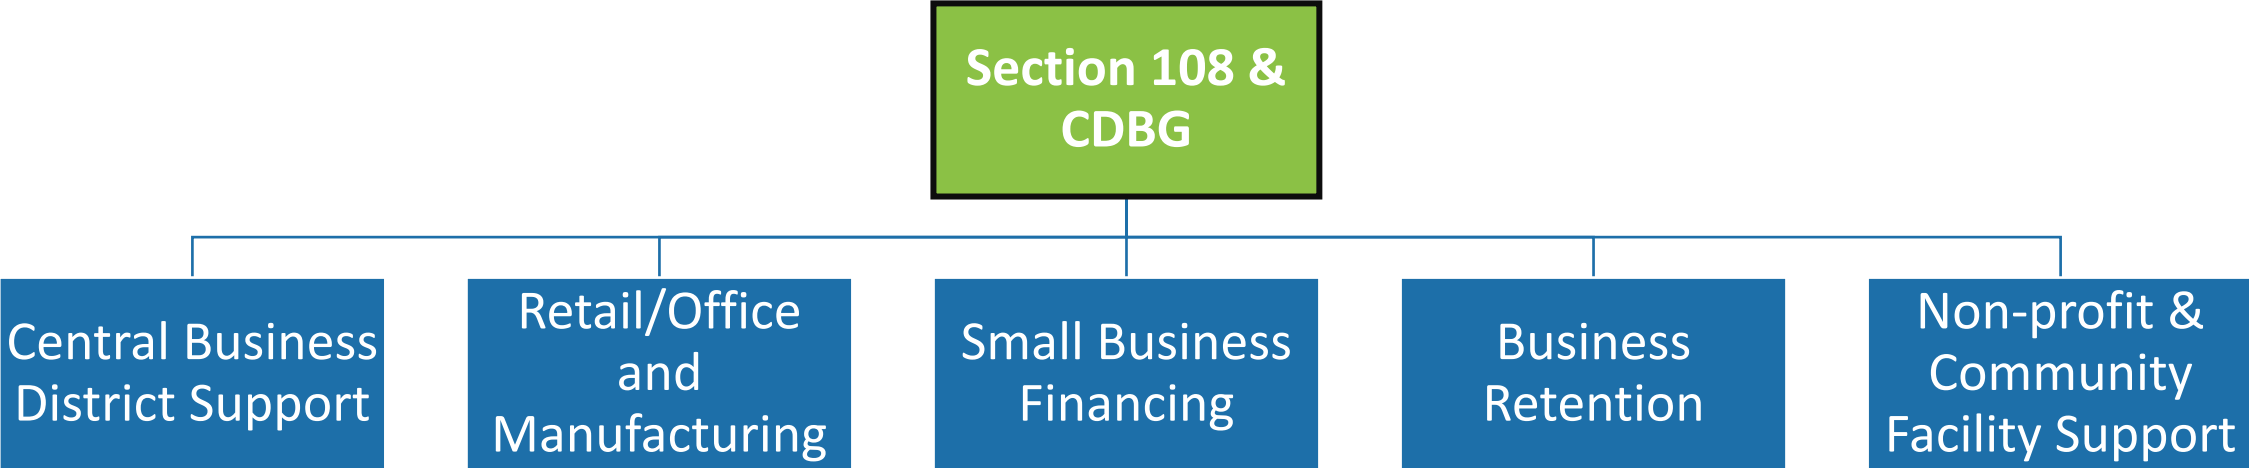 Section 108 &
CDBG
Central Business
District Support
Retail/Office
and
Manufacturing
Small Business
Financing
Business
Retention
Non-profit &
Community
Facility Support